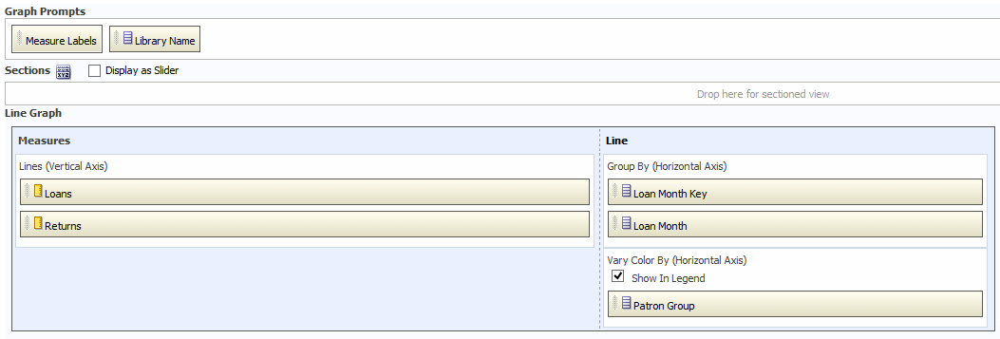 Graph Prompts
Measure Labels
Library Name
Sections
Display as Slider
Drop here for sectioned view
Line Graph
Measures
Line
Lines (Vertical Axis)
Group By (Horizontal Axis)
Loans
Loan Month Key
Returns
Loan Month
Vary Color By (Horizontal Axis)
Show In Legend
Patron Group